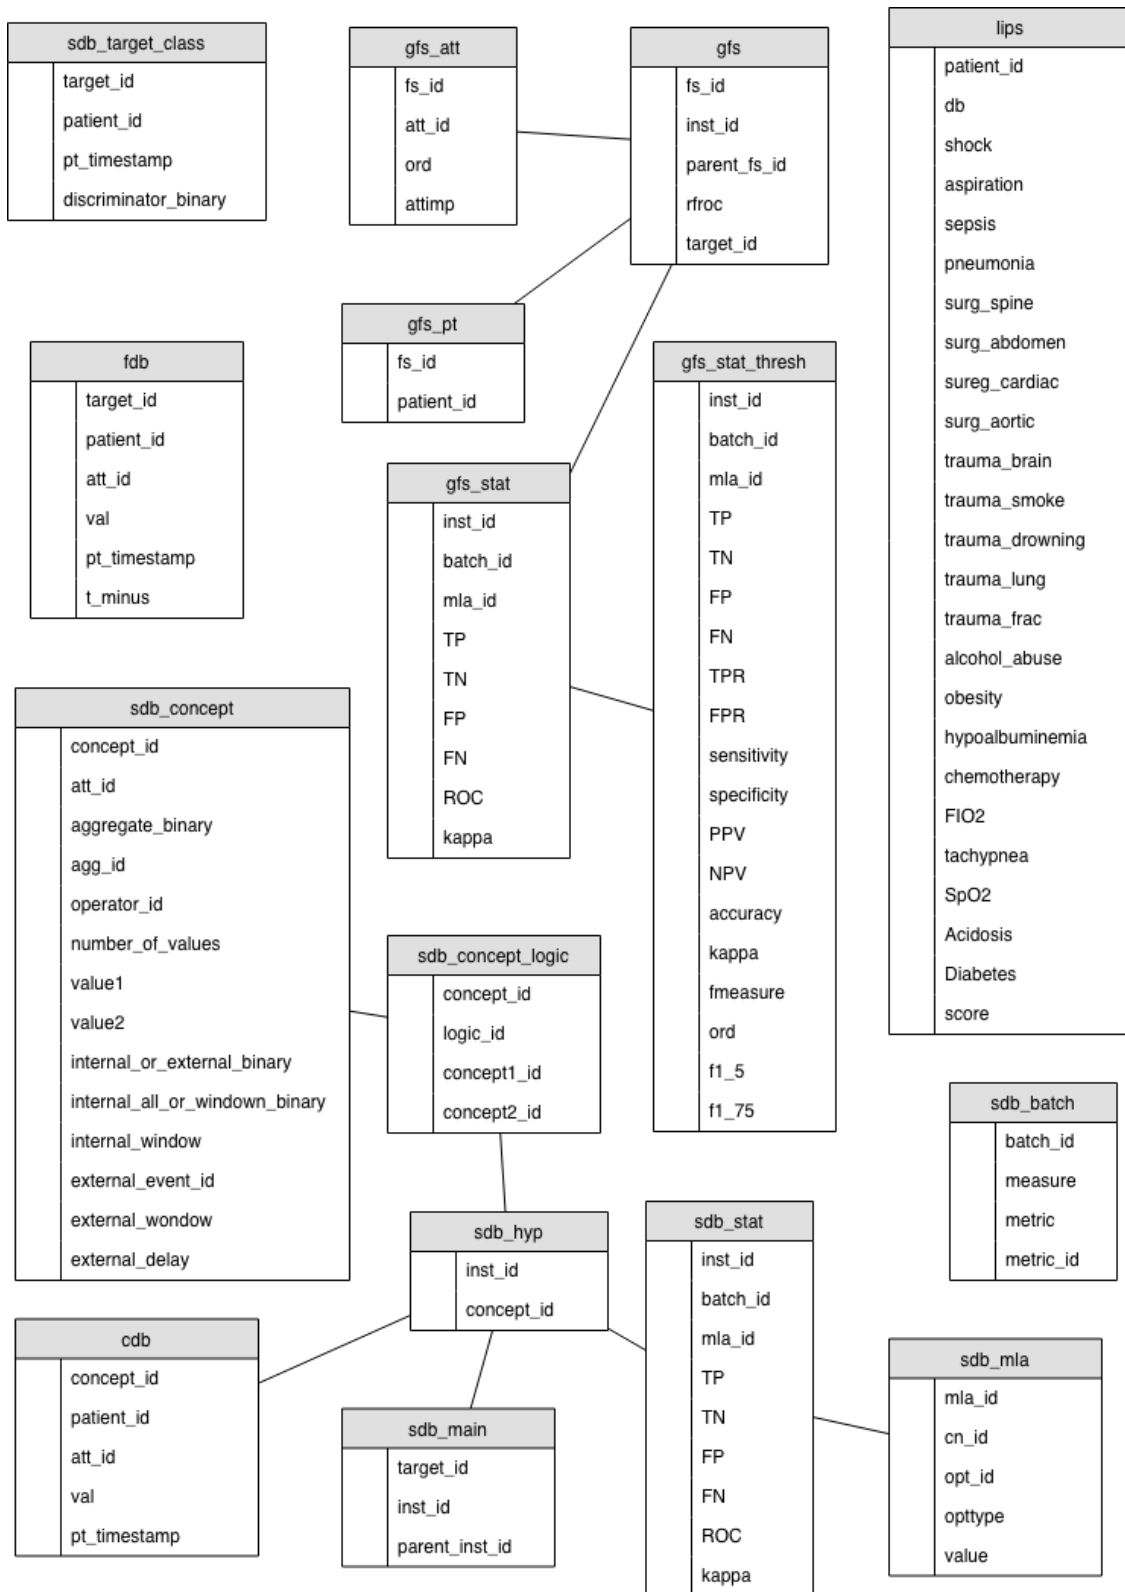 sdb_target_class
target_id
patient_id
pt_timestamp
discriminator_binary
gfs_att
fs_id
att_id
ord
attimp
gfs
fs_id
inst_id
parent_fs_id
rfroc
target_id
lips
patient_id
db
shock
aspiration
sepsis
pneumonia
surg_spine
surg_abdomen
sureg_cardiac
surg_aortic
trauma_brain
trauma_smoke
trauma_drowning
trauma_lung
trauma_frac
alcohol_abuse
obesity
hypoalbuminemia
chemotherapy
FIO2
tachypnea
SpO2
Acidosis
Diabetes
score
gfs_pt
fs_id
patient_id
fdb
target_id
patient_id
att_id
val
pt_timestamp
t_minus
gfs_stat_thresh
inst_id
batch_id
mla_id
TP
TN
FP
FN
TPR
FPR
sensitivity
specificity
PPV
NPV
accuracy
kappa
fmeasure
ord
f1_5
f1_75
gfs_stat
inst_id
batch_id
mla_id
TP
TN
FP
FN
ROC
kappa
sdb_concept
concept_id
att_id
aggregate_binary
agg_id
operator_id
number_of_values
value1
value2
internal_or_external_binary
internal_all_or_windown_binary
internal_window
external_event_id
external_wondow
external_delay
sdb_concept_logic
concept_id
logic_id
concept1_id
concept2_id
sdb_batch
batch_id
measure
metric
metric_id
sdb_hyp
inst_id
concept_id
sdb_stat
inst_id
batch_id
mla_id
TP
TN
FP
FN
ROC
kappa
cdb
concept_id
patient_id
att_id
val
pt_timestamp
sdb_main
target_id
inst_id
parent_inst_id
sdb_mla
mla_id
cn_id
opt_id
opttype
value